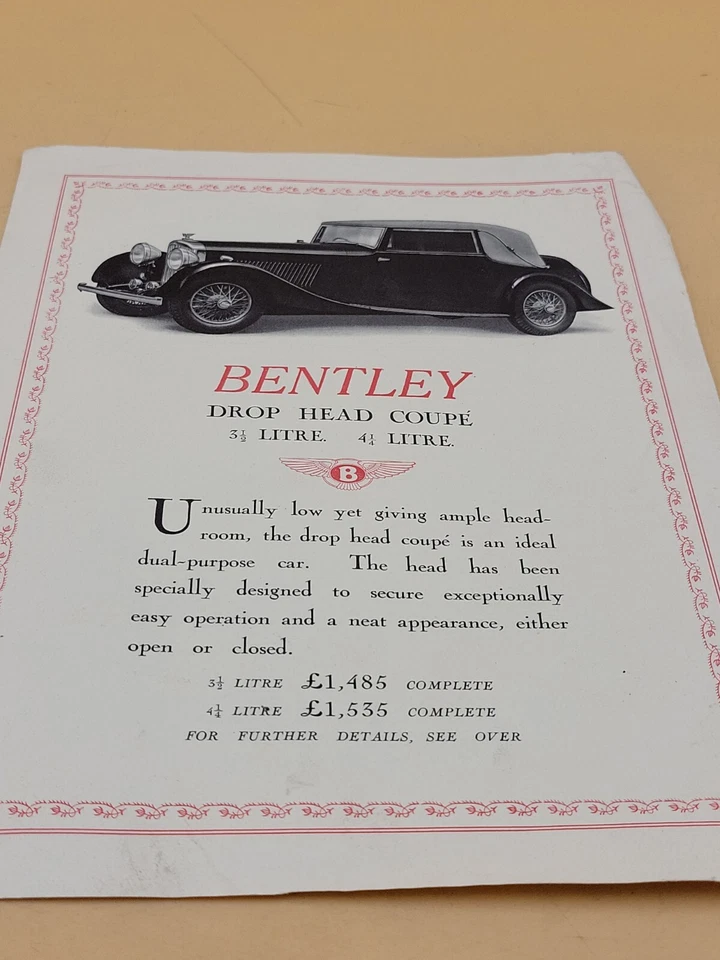 BENTLEY
DROP HEAD COUPÉ
3½ LITRE. 4¼ LITRE.
B
Unusually low yet giving ample head-
room, the drop head coupé is an ideal
dual-purpose car. The head has been
specially designed to secure exceptionally
easy operation and a neat appearance, either
open or closed.
3½ LITRE £1,485 COMPLETE
4¼ LITRE £1,535 COMPLETE
FOR FURTHER DETAILS, SEE OVER